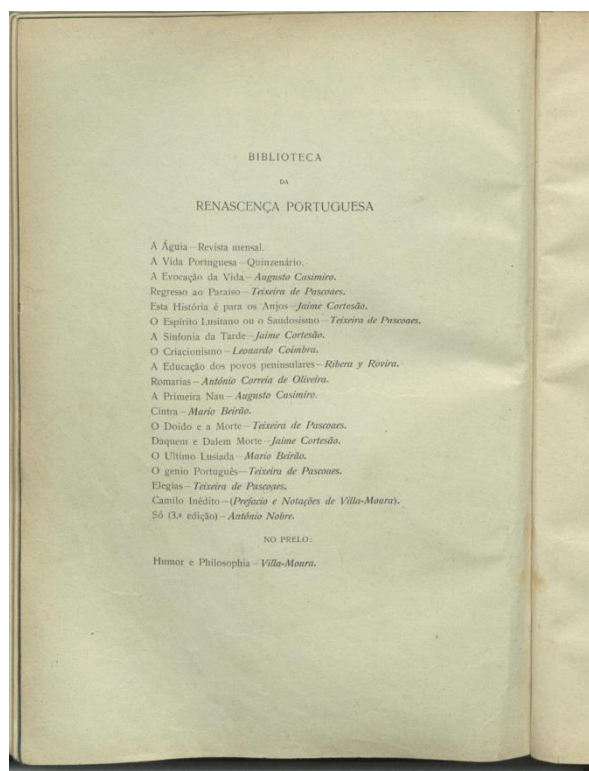 BIBLIOTECA
DA
RENASCENÇA PORTUGUESA
A Águia—Revista mensal.
A Vida Portuguesa—Quinzenário.
A Evocação da Vida—Augusto Casimiro.
Regresso ao Paraiso—Teixeira de Pascoaes.
Esta História é para os Anjos—Jaime Cortesão.
O Espírito Lusitano ou o Saudosismo—Teixeira de Pascoaes.
A Sinfonia da Tarde—Jaime Cortesão.
O Criacionismo—Leonardo Coimbra.
A Educação dos povos peninsulares—Ribera y Rovira.
Romarias—António Correia de Oliveira.
A Primeira Nau—Augusto Casimiro.
Cintra—Mario Beirão.
O Doido e a Morte—Teixeira de Pascoaes.
Daquem e Dalem Morte—Jaime Cortesão.
O Ultimo Lusiada—Mario Beirão.
O genio Português—Teixeira de Pascoaes.
Elegias—Teixeira de Pascoaes.
Camilo Inédito—(Prefacio e Notações de Villa-Moura).
Só (3.ª edição)—António Nobre.
NO PRELO:
Humor e Philosophia—Villa-Moura.